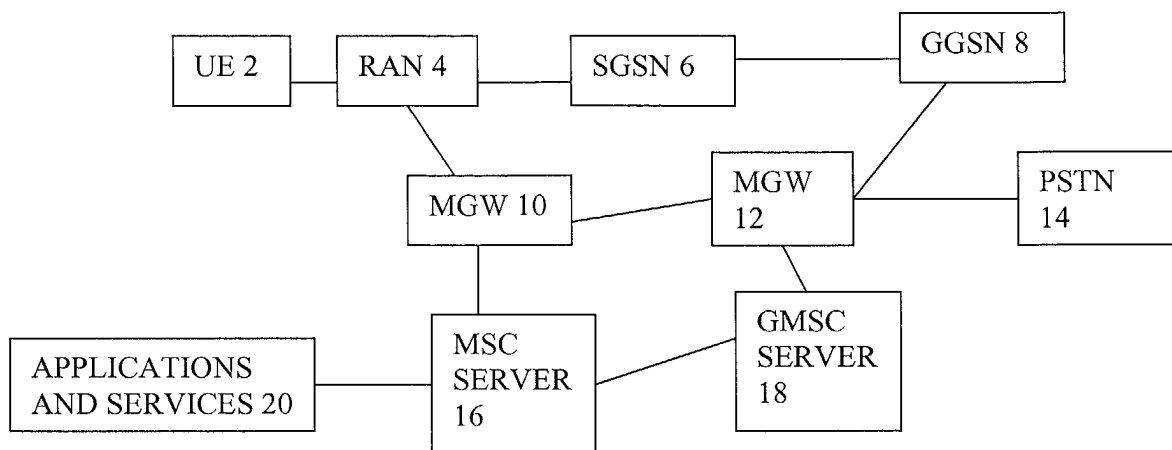 UE 2
RAN 4
SGSN 6
GGSN 8
MGW 10
MGW
12
PSTN
14
APPLICATIONS
AND SERVICES 20
MSC
SERVER
16
GMSC
SERVER
18